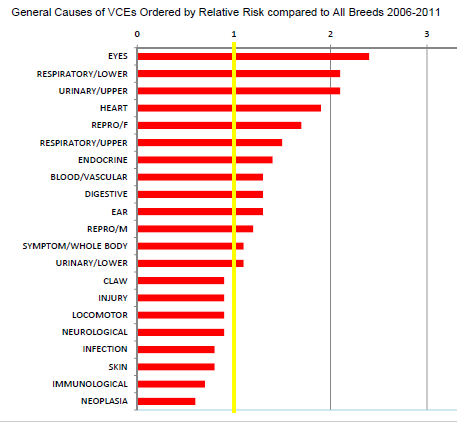 General Causes of VCEs Ordered by Relative Risk compared to All Breeds 2006-2011
0 1 2 3
EYES
RESPIRATORY/LOWER
URINARY/UPPER
HEART
REPRO/F
RESPIRATORY/UPPER
ENDOCRINE
BLOOD/VASCULAR
DIGESTIVE
EAR
REPRO/M
SYMPTOM/WHOLE BODY
URINARY/LOWER
CLAW
INJURY
LOCOMOTOR
NEUROLOGICAL
INFECTION
SKIN
IMMUNOLOGICAL
NEOPLASIA